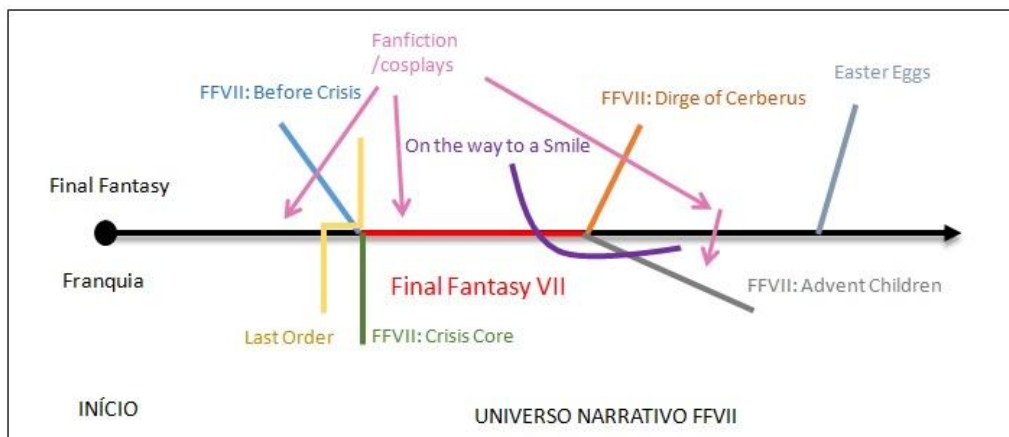 Fanfiction
/cosplays
Easter Eggs
FFVII: Before Crisis
FFVII: Dirge of Cerberus
On the way to a Smile
Final Fantasy
Franquia
Final Fantasy VII
FFVII: Advent Children
Last Order
FFVII: Crisis Core
INÍCIO
UNIVERSO NARRATIVO FFVII